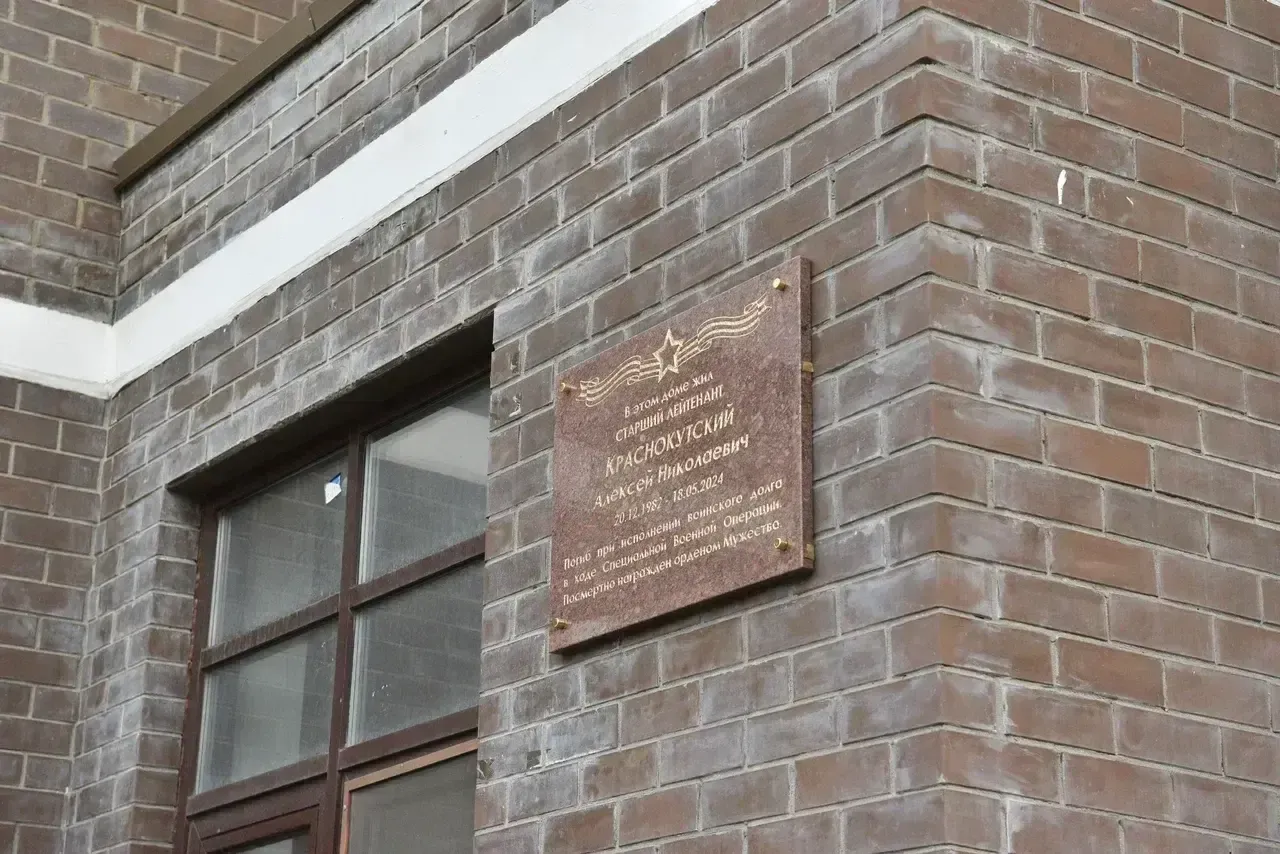 В этом доме жил
СТАРШИЙ ЛЕЙТЕНАНТ
КРАСНОКУТСКИЙ
Алексей Николаевич
20.12.1987 - 18.05.2024
Погиб при исполнении воинского долга
в ходе Специальной Военной Операции.
Посмертно награжден орденом Мужества.